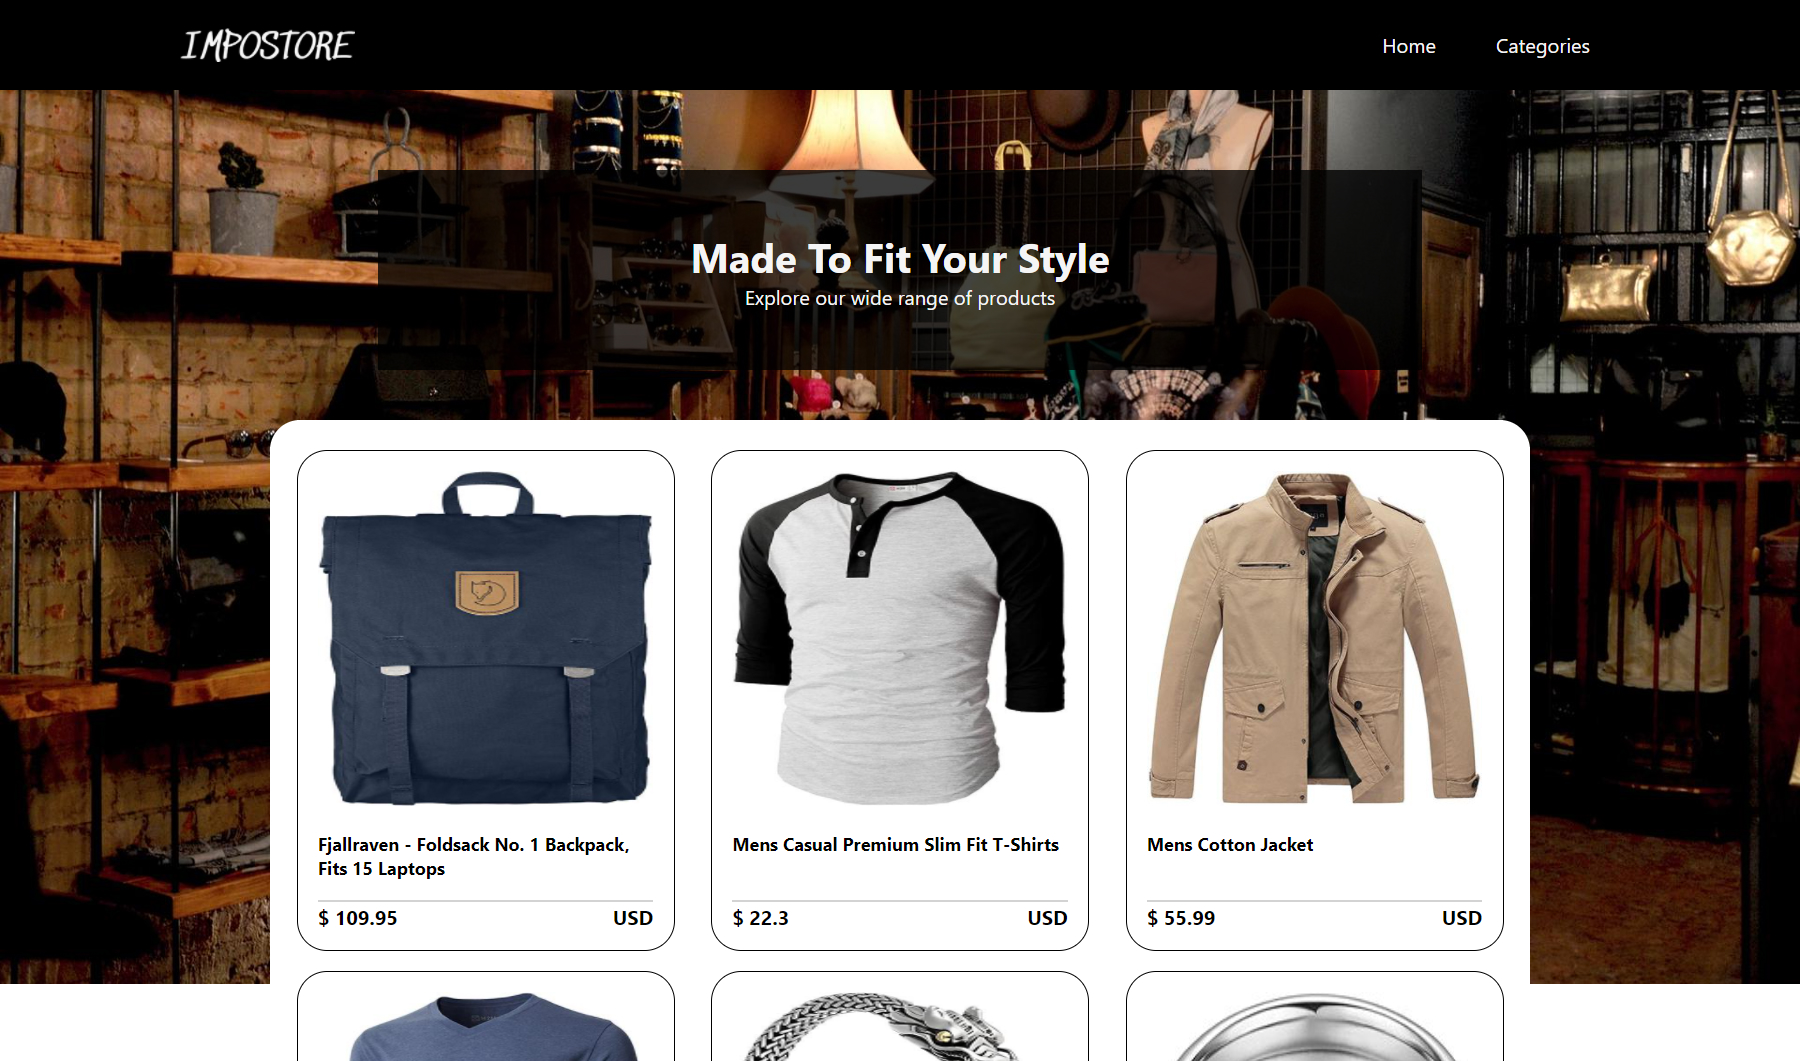 IMPOSTORE
Home
Categories
Made To Fit Your Style
Explore our wide range of products
Fjallraven - Foldsack No. 1 Backpack,
Fits 15 Laptops
$ 109.95
USD
Mens Casual Premium Slim Fit T-Shirts
$ 22.3
USD
Mens Cotton Jacket
$ 55.99
USD